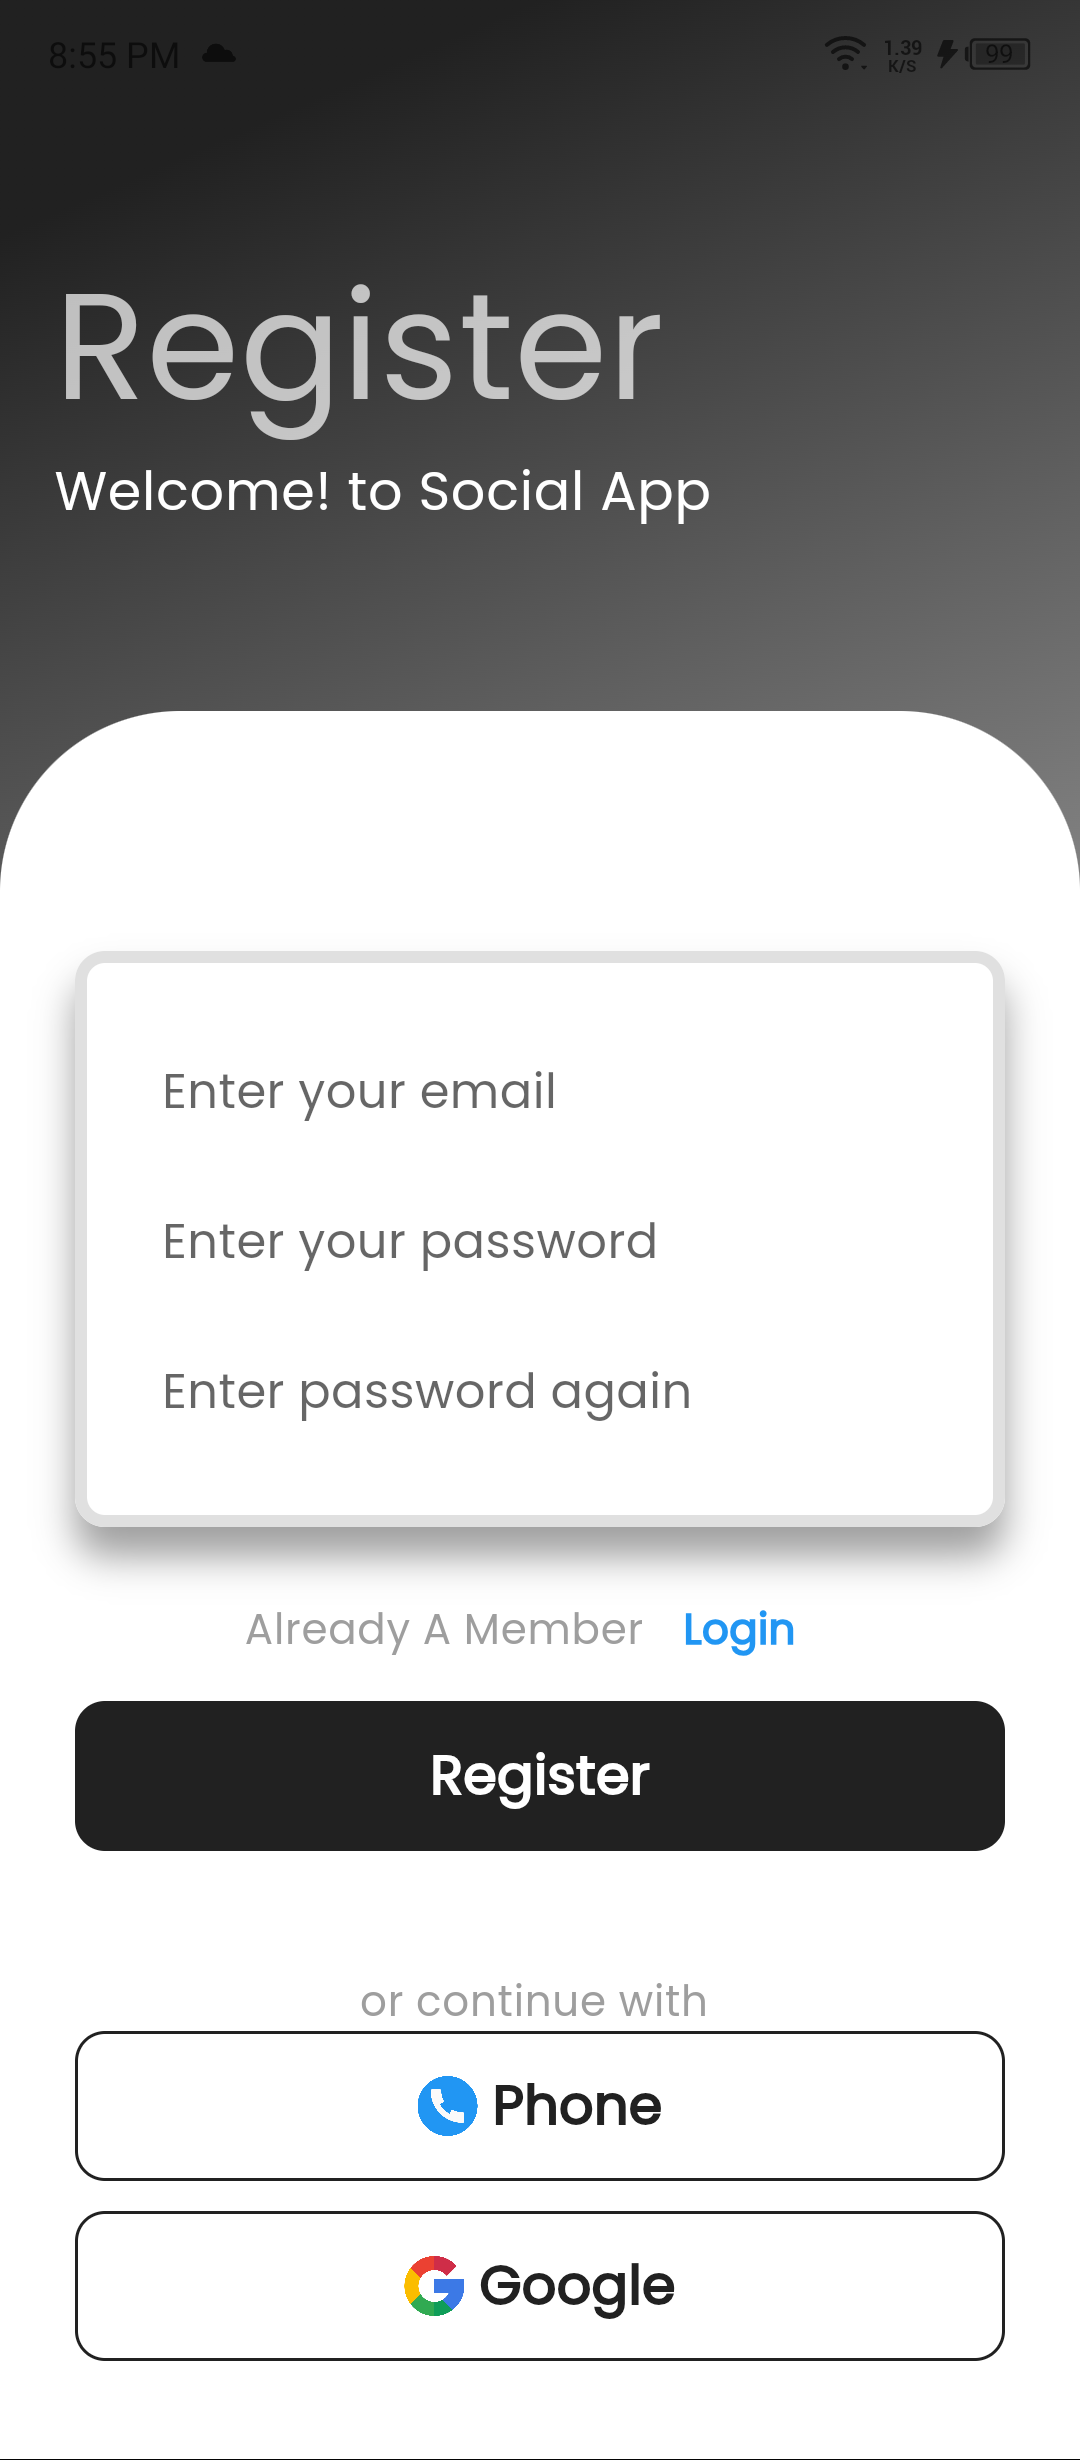 8:55 PM 1.39 K/S 99
Register
Welcome! to Social App
Enter your email
Enter your password
Enter password again
Already A Member Login
Register
or continue with
Phone
Google